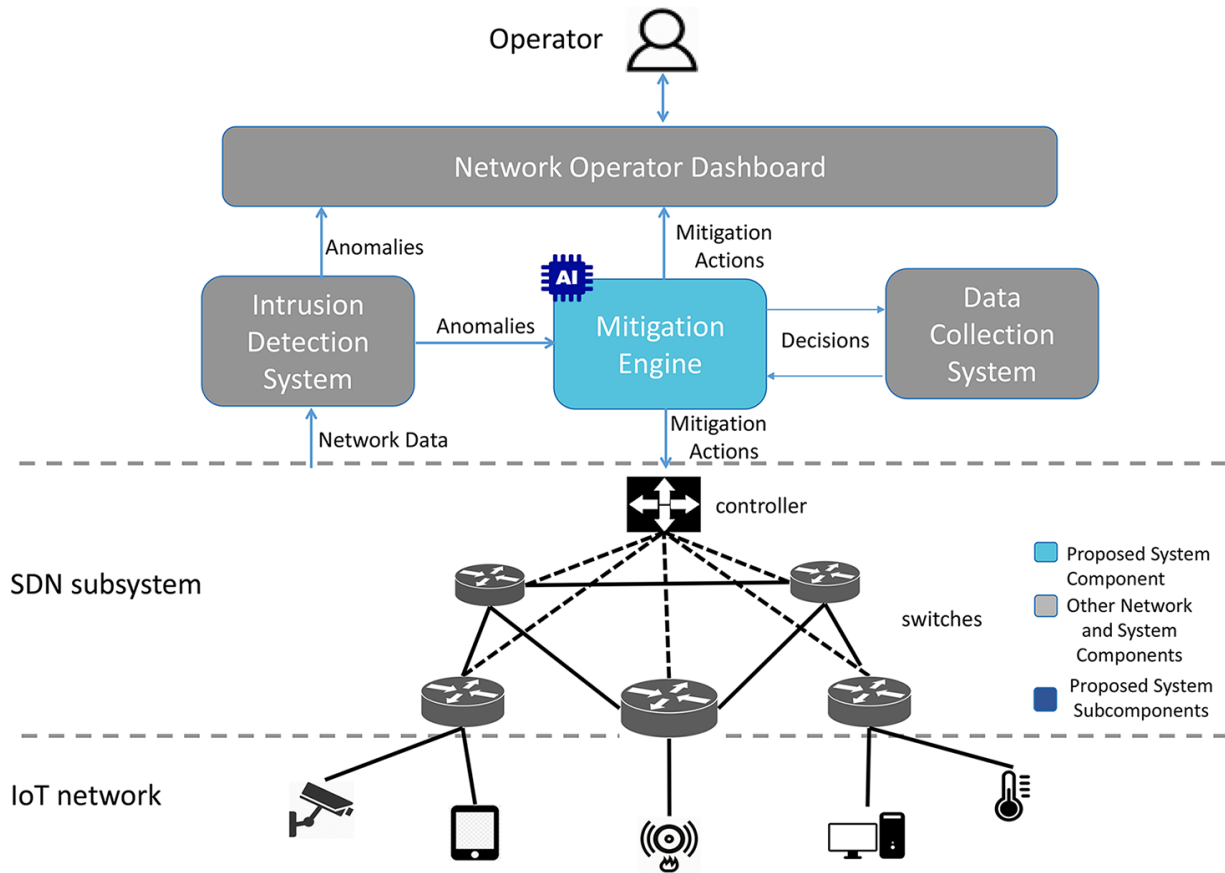 Operator
Network Operator Dashboard
Anomalies
Mitigation
Actions
AI
Intrusion
Detection
System
Anomalies
Mitigation
Engine
Decisions
Data
Collection
System
Network Data
Mitigation
Actions
controller
SDN subsystem
switches
Proposed System
Component
Other Network
and System
Components
Proposed System
Subcomponents
IoT network